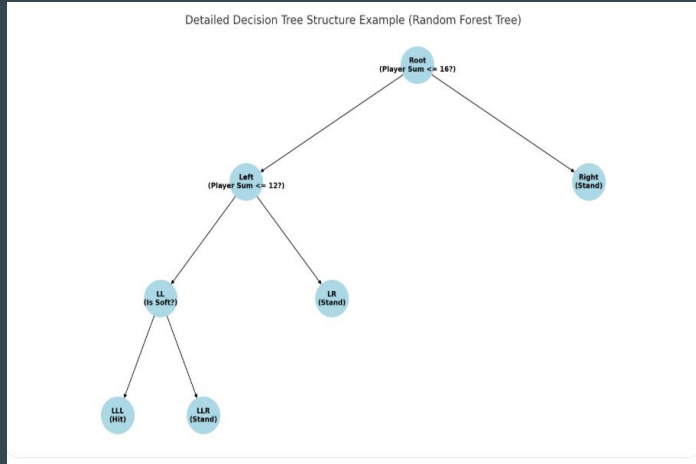 Detailed Decision Tree Structure Example (Random Forest Tree)
Root
(Player Sum <= 16?)
Left
(Player Sum <= 12?)
Right
(Stand)
LL
(Is Soft?)
LR
(Stand)
LLL
(Hit)
LLR
(Stand)